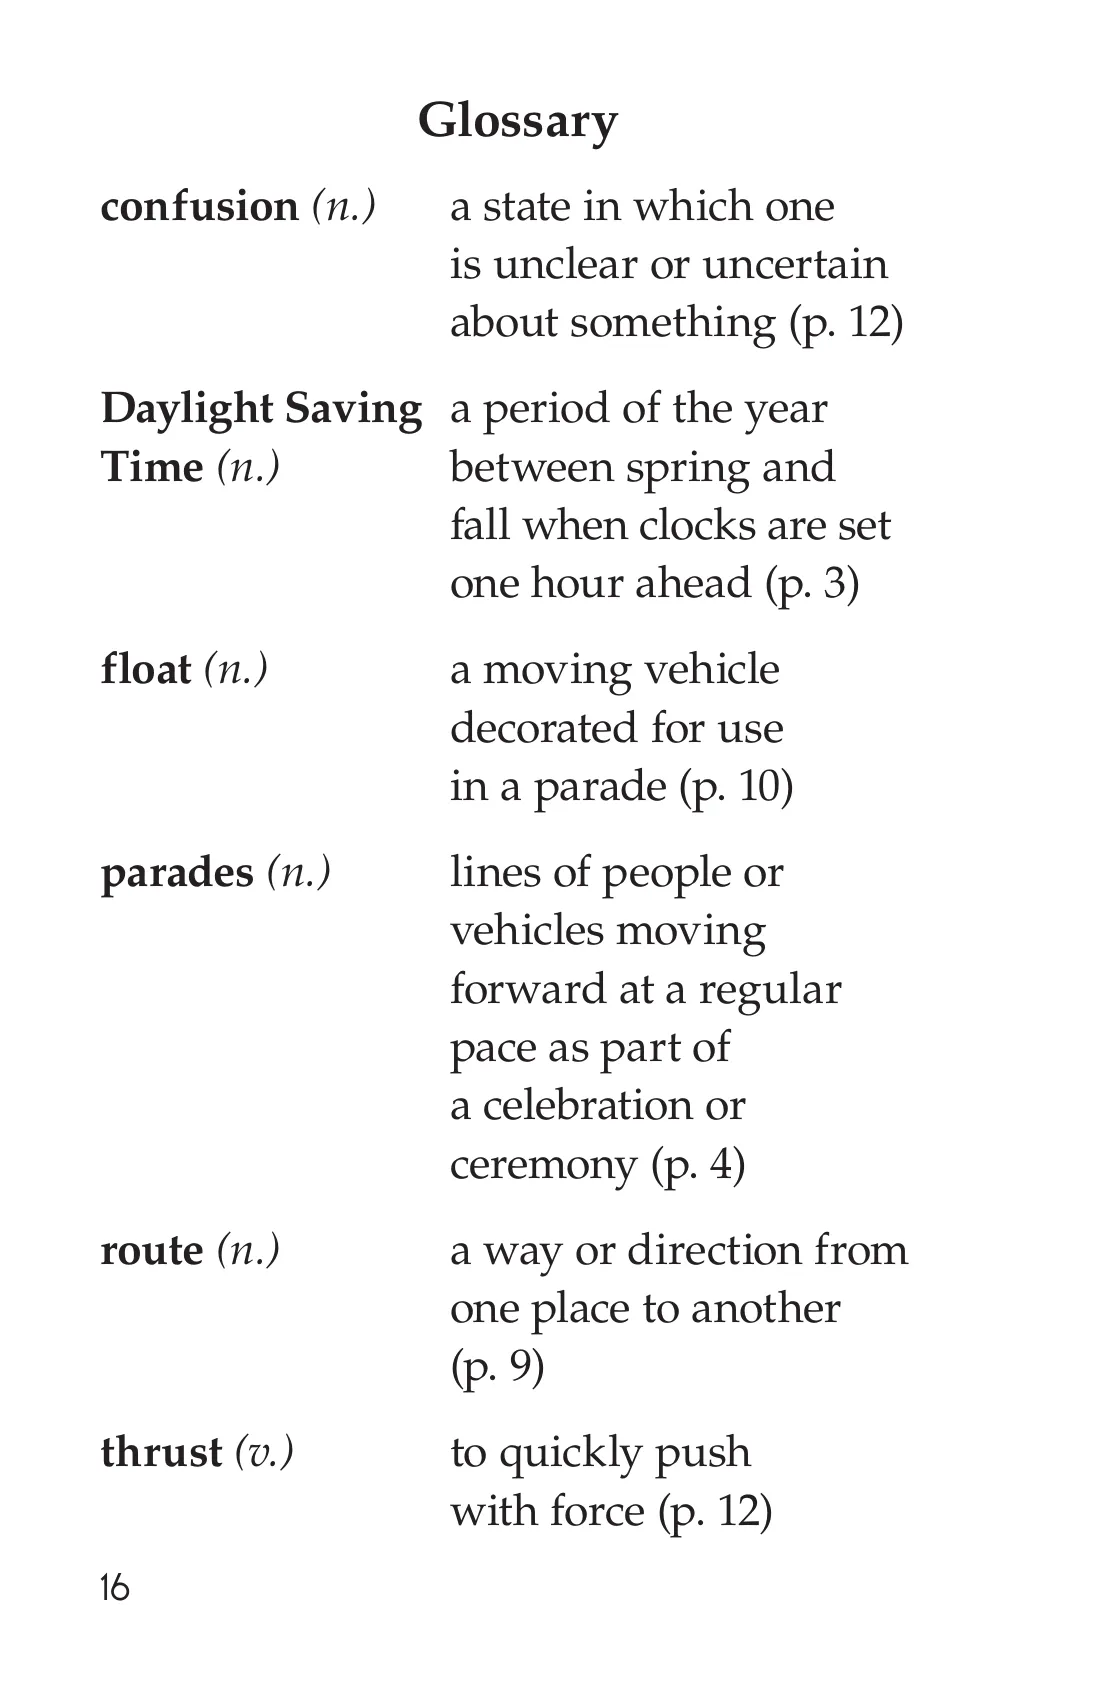 Glossary
confusion (n.) a state in which one
is unclear or uncertain
about something (p. 12)
Daylight Saving a period of the year
Time (n.) between spring and
fall when clocks are set
one hour ahead (p. 3)
float (n.) a moving vehicle
decorated for use
in a parade (p. 10)
parades (n.) lines of people or
vehicles moving
forward at a regular
pace as part of
a celebration or
ceremony (p. 4)
route (n.) a way or direction from
one place to another
(p. 9)
thrust (v.) to quickly push
with force (p. 12)
16